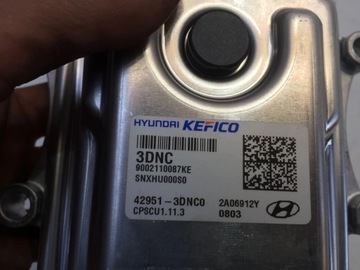 HYUNDAI KEFICO
3DNC
9002110087KE
SNXHU000S0
42951-3DNC0 2A06912Y
CPSCU1.11.3 0803